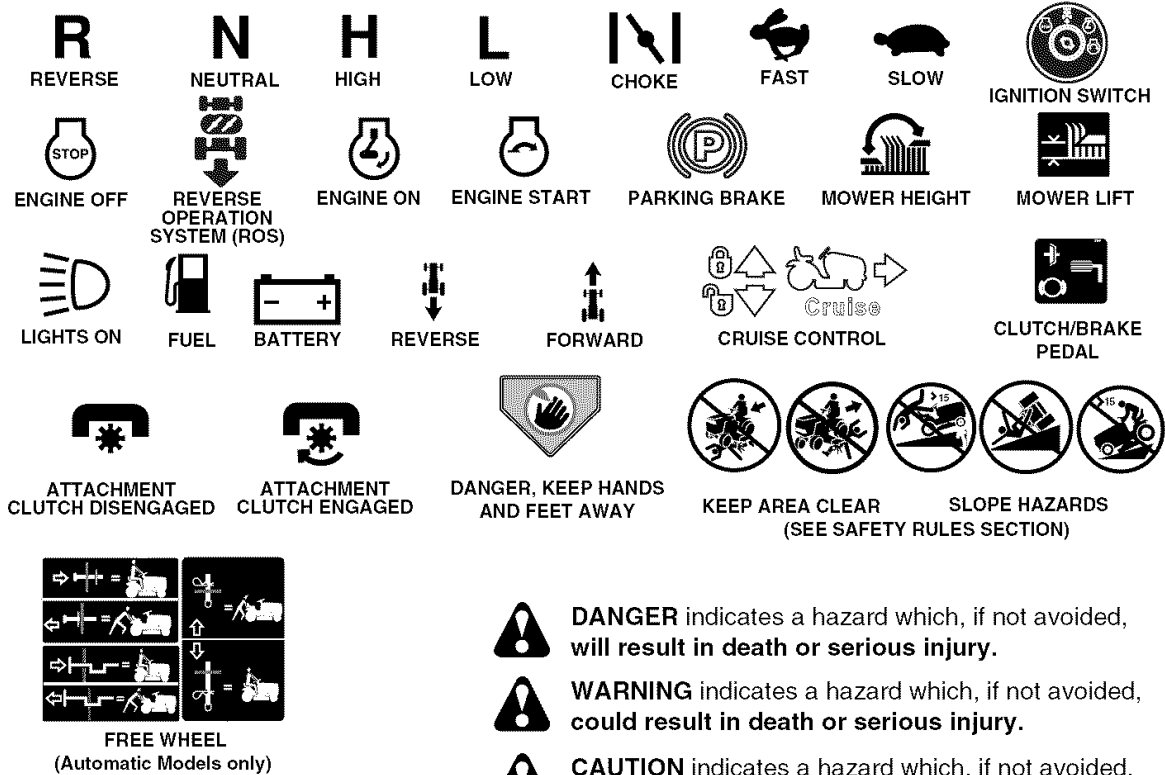 R
N
H
L
REVERSE
NEUTRAL
HIGH
LOW
CHOKE
FAST
SLOW
IGNITION SWITCH
STOP
P
ENGINE OFF
REVERSE
OPERATION
SYSTEM (ROS)
ENGINE ON
ENGINE START
PARKING BRAKE
MOWER HEIGHT
MOWER LIFT
Cruise
LIGHTS ON
FUEL
BATTERY
REVERSE
FORWARD
CRUISE CONTROL
CLUTCH/BRAKE
PEDAL
15
15
ATTACHMENT
CLUTCH DISENGAGED
ATTACHMENT
CLUTCH ENGAGED
DANGER, KEEP HANDS
AND FEET AWAY
KEEP AREA CLEAR
SLOPE HAZARDS
(SEE SAFETY RULES SECTION)
FREE WHEEL
(Automatic Models only)
DANGER indicates a hazard which, if not avoided,
will result in death or serious injury.
WARNING indicates a hazard which, if not avoided,
could result in death or serious injury.
CAUTION indicates a hazard which, if not avoided,